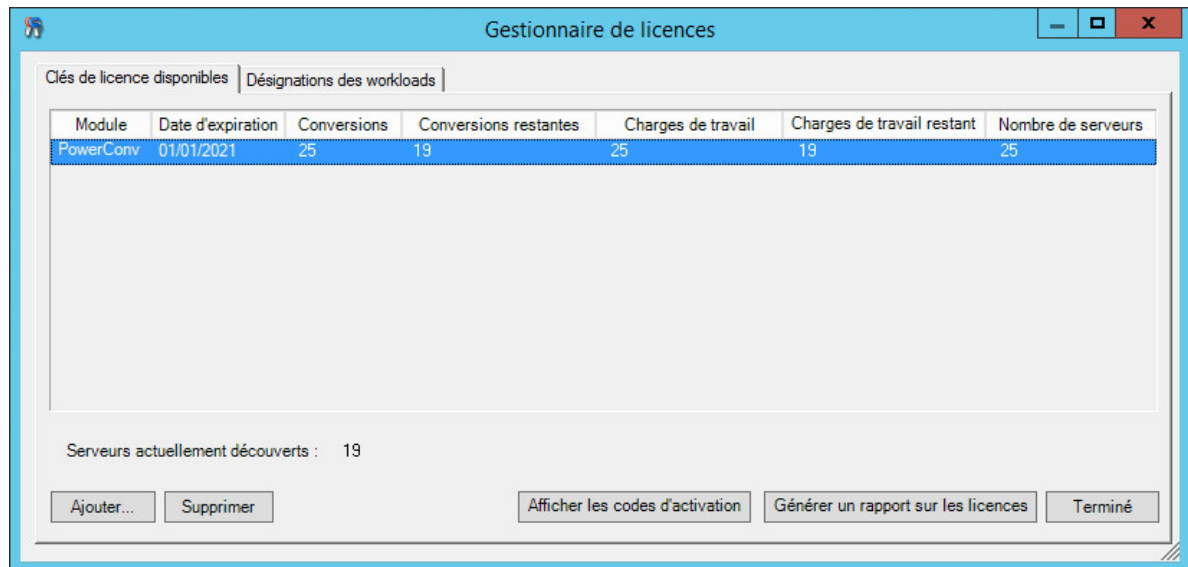 Gestionnaire de licences
Clés de licence disponibles Désignations des workloads
Module Date d'expiration Conversions Conversions restantes Charges de travail Charges de travail restant Nombre de serveurs
PowerConv 01/01/2021 25 19 25 19 25
Serveurs actuellement découverts : 19
Ajouter... Supprimer Afficher les codes d'activation Générer un rapport sur les licences Terminé